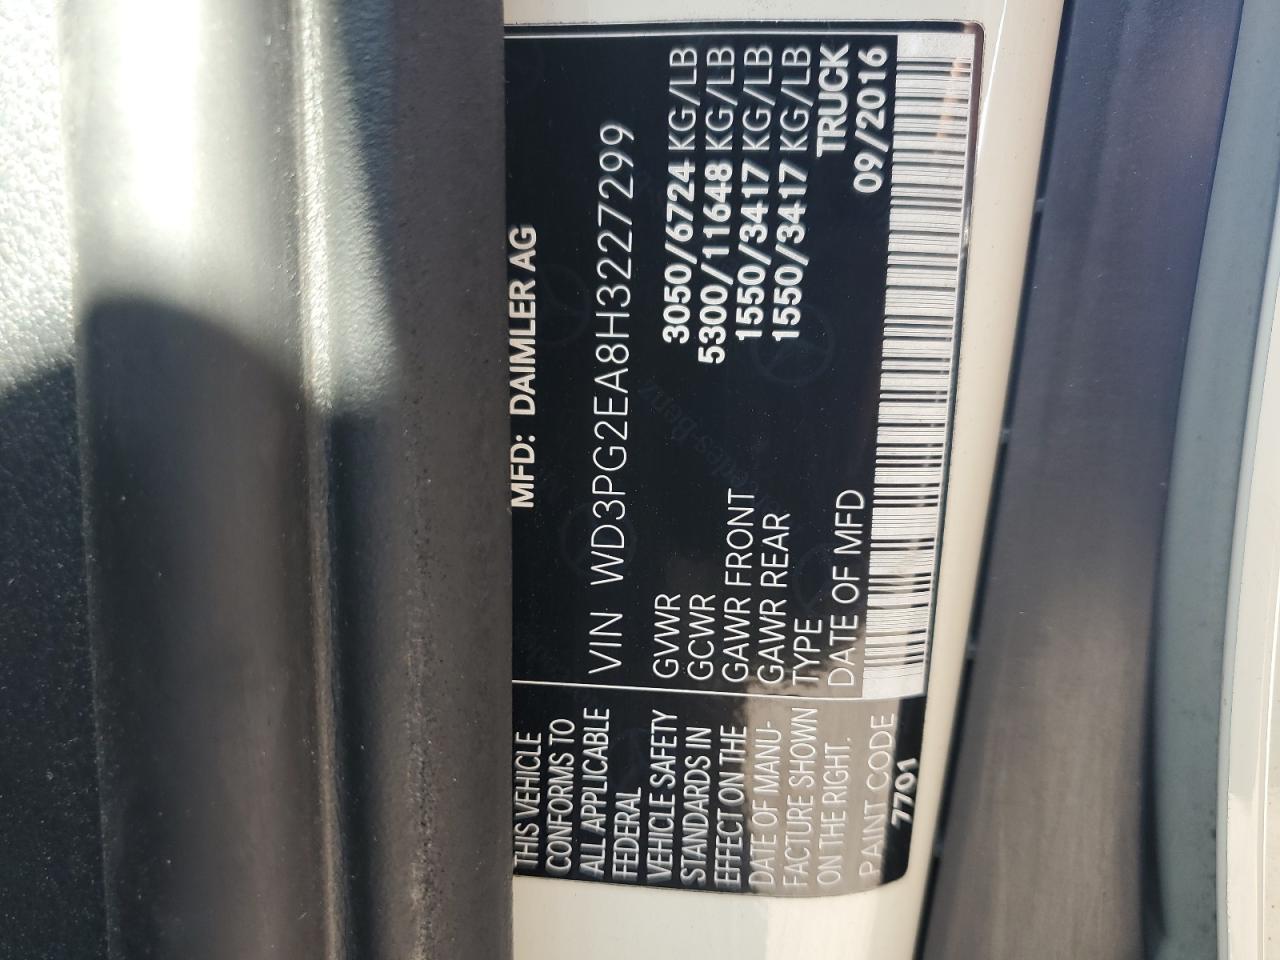 MFD: DAIMLER AG
VIN WD3PG2EA8H3227299
GVWR 3050/6724 KG/LB
GCWR 5300/11648 KG/LB
GAWR FRONT 1550/3417 KG/LB
GAWR REAR 1550/3417 KG/LB
TYPE TRUCK
DATE OF MFD 09/2016
THIS VEHICLE
CONFORMS TO
ALL APPLICABLE
FEDERAL
VEHICLE SAFETY
STANDARDS IN
EFFECT ON THE
DATE OF MANU-
FACTURE SHOWN
ON THE RIGHT.
PAINT CODE
7701